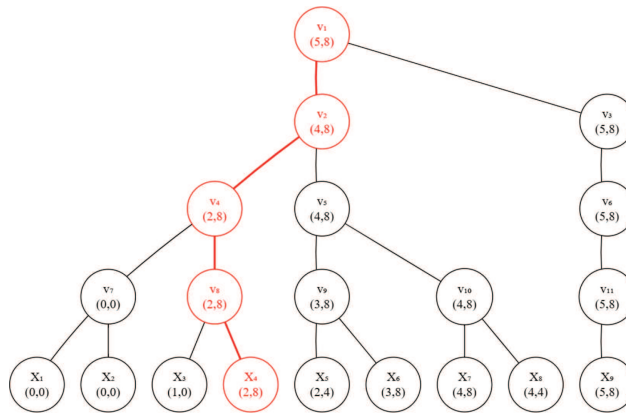 v₁
(5,8)
v₂
(4,8)
v₃
(5,8)
v₄
(2,8)
v₅
(4,8)
v₆
(5,8)
v₇
(0,0)
v₈
(2,8)
v₉
(3,8)
v₁₀
(4,8)
v₁₁
(5,8)
X₁
(0,0)
X₂
(0,0)
X₃
(1,0)
X₄
(2,8)
X₅
(2,4)
X₆
(3,8)
X₇
(4,8)
X₈
(4,4)
X₉
(5,8)